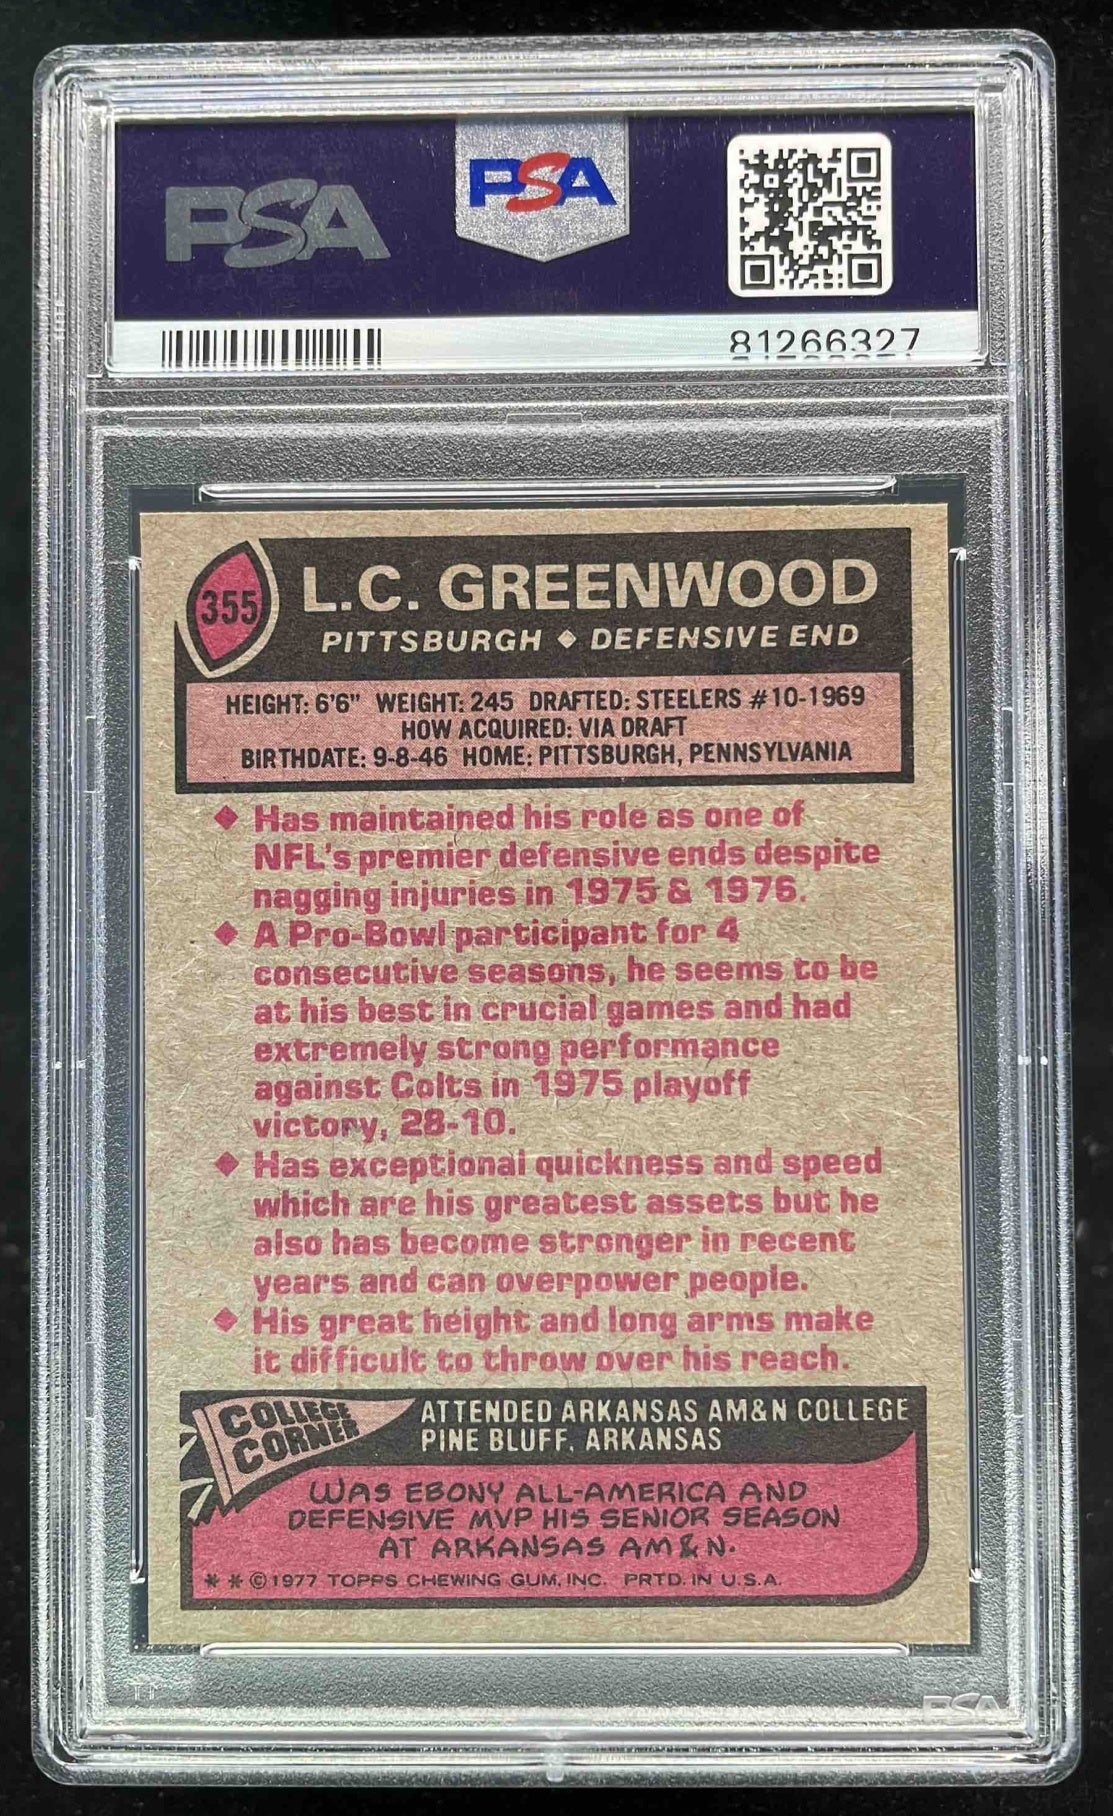 PSA
PSA
81266327
355
L.C. GREENWOOD
PITTSBURGH ◆ DEFENSIVE END
HEIGHT: 6'6" WEIGHT: 245 DRAFTED: STEELERS #10-1969
HOW ACQUIRED: VIA DRAFT
BIRTHDATE: 9-8-46 HOME: PITTSBURGH, PENNSYLVANIA
◆ Has maintained his role as one of
NFL's premier defensive ends despite
nagging injuries in 1975 & 1976.
◆ A Pro-Bowl participant for 4
consecutive seasons, he seems to be
at his best in crucial games and had
extremely strong performance
against Colts in 1975 playoff
victory, 28-10.
◆ Has exceptional quickness and speed
which are his greatest assets but he
also has become stronger in recent
years and can overpower people.
◆ His great height and long arms make
it difficult to throw over his reach.
COLLEGE
CORNER
ATTENDED ARKANSAS AM&N COLLEGE
PINE BLUFF, ARKANSAS
WAS EBONY ALL-AMERICA AND
DEFENSIVE MVP HIS SENIOR SEASON
AT ARKANSAS AM & N.
* * © 1977 TOPPS CHEWING GUM, INC. PRTD. IN U.S.A.
PSA